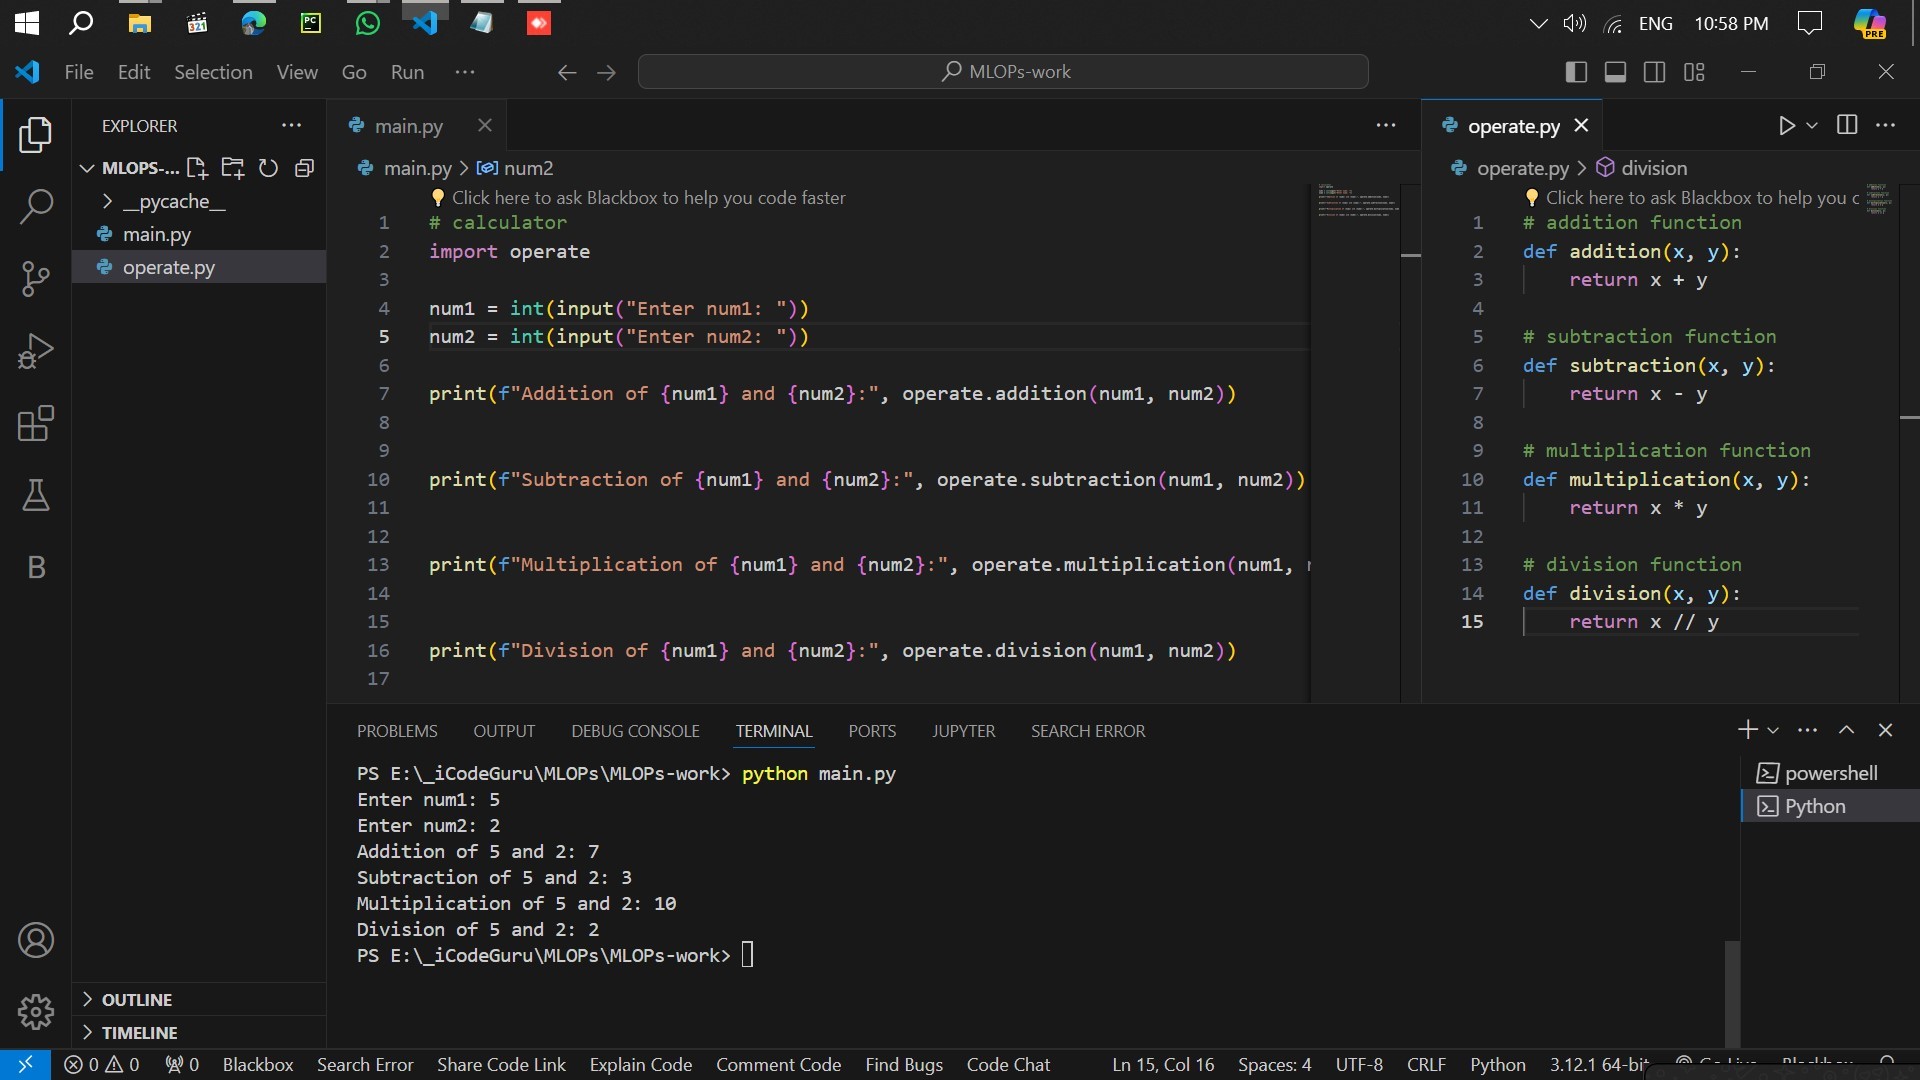 ENG
10:58 PM
PRE
File Edit Selection View Go Run ···
MLOPs-work
EXPLORER
MLOPS-...
__pycache__
main.py
operate.py
OUTLINE
TIMELINE
B
main.py
main.py > num2
Click here to ask Blackbox to help you code faster
1 # calculator
2 import operate
3
4 num1 = int(input("Enter num1: "))
5 num2 = int(input("Enter num2: "))
6
7 print(f"Addition of {num1} and {num2}:", operate.addition(num1, num2))
8
9
10 print(f"Subtraction of {num1} and {num2}:", operate.subtraction(num1, num2))
11
12
13 print(f"Multiplication of {num1} and {num2}:", operate.multiplication(num1,
14
15
16 print(f"Division of {num1} and {num2}:", operate.division(num1, num2))
17
operate.py
operate.py > division
Click here to ask Blackbox to help you c
1 # addition function
2 def addition(x, y):
3     return x + y
4
5 # subtraction function
6 def subtraction(x, y):
7     return x - y
8
9 # multiplication function
10 def multiplication(x, y):
11     return x * y
12
13 # division function
14 def division(x, y):
15     return x // y
PROBLEMS OUTPUT DEBUG CONSOLE TERMINAL PORTS JUPYTER SEARCH ERROR
PS E:\_iCodeGuru\MLOPs\MLOPs-work> python main.py
Enter num1: 5
Enter num2: 2
Addition of 5 and 2: 7
Subtraction of 5 and 2: 3
Multiplication of 5 and 2: 10
Division of 5 and 2: 2
PS E:\_iCodeGuru\MLOPs\MLOPs-work>
powershell
Python
0 0 0 Blackbox Search Error Share Code Link Explain Code Comment Code Find Bugs Code Chat Ln 15, Col 16 Spaces: 4 UTF-8 CRLF Python 3.12.1 64-bit